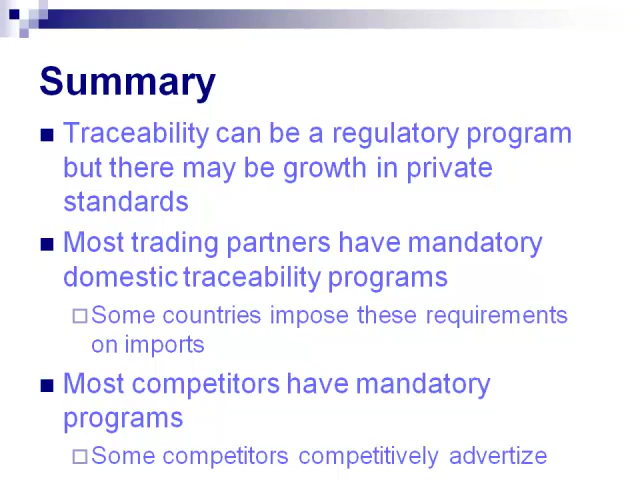 Summary
Traceability can be a regulatory program
but there may be growth in private
standards
Most trading partners have mandatory
domestic traceability programs
Some countries impose these requirements
on imports
Most competitors have mandatory
programs
Some competitors competitively advertize